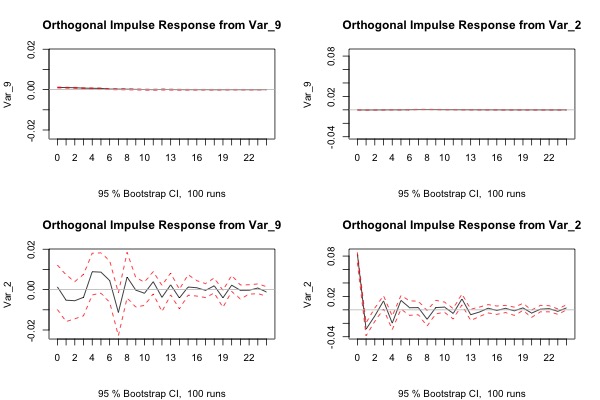 Orthogonal Impulse Response from Var_9
Var_9
0.02
0.00
-0.02
0 2 4 6 8 10 13 16 19 22
95 % Bootstrap CI, 100 runs
Orthogonal Impulse Response from Var_2
Var_9
0.08
0.02
-0.04
0 2 4 6 8 10 13 16 19 22
95 % Bootstrap CI, 100 runs
Orthogonal Impulse Response from Var_9
Var_2
0.02
0.00
-0.02
0 2 4 6 8 10 13 16 19 22
95 % Bootstrap CI, 100 runs
Orthogonal Impulse Response from Var_2
Var_2
0.08
0.02
-0.04
0 2 4 6 8 10 13 16 19 22
95 % Bootstrap CI, 100 runs